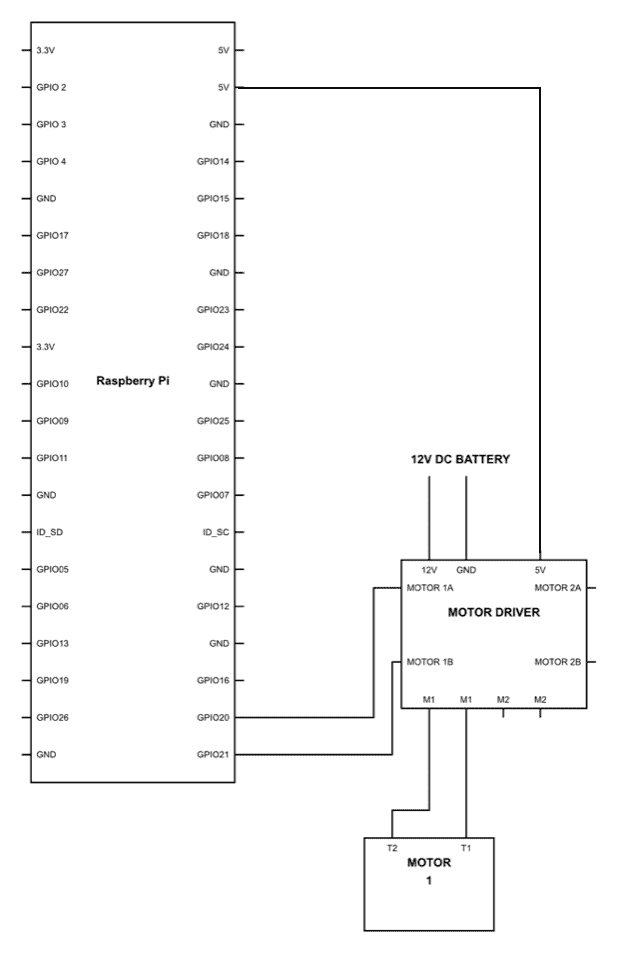 3.3V 5V
GPIO 2 5V
GPIO 3 GND
GPIO 4 GPIO14
GND GPIO15
GPIO17 GPIO18
GPIO27 GND
GPIO22 GPIO23
3.3V GPIO24
Raspberry Pi
GPIO10 GND
GPIO09 GPIO25
GPIO11 GPIO08
GND GPIO07
ID_SD ID_SC
GPIO05 GND
GPIO06 GPIO12
GPIO13 GND
GPIO19 GPIO16
GPIO26 GPIO20
GND GPIO21
12V DC BATTERY
12V GND 5V
MOTOR 1A MOTOR 2A
MOTOR DRIVER
MOTOR 1B MOTOR 2B
M1 M1 M2 M2
T2 T1
MOTOR
1